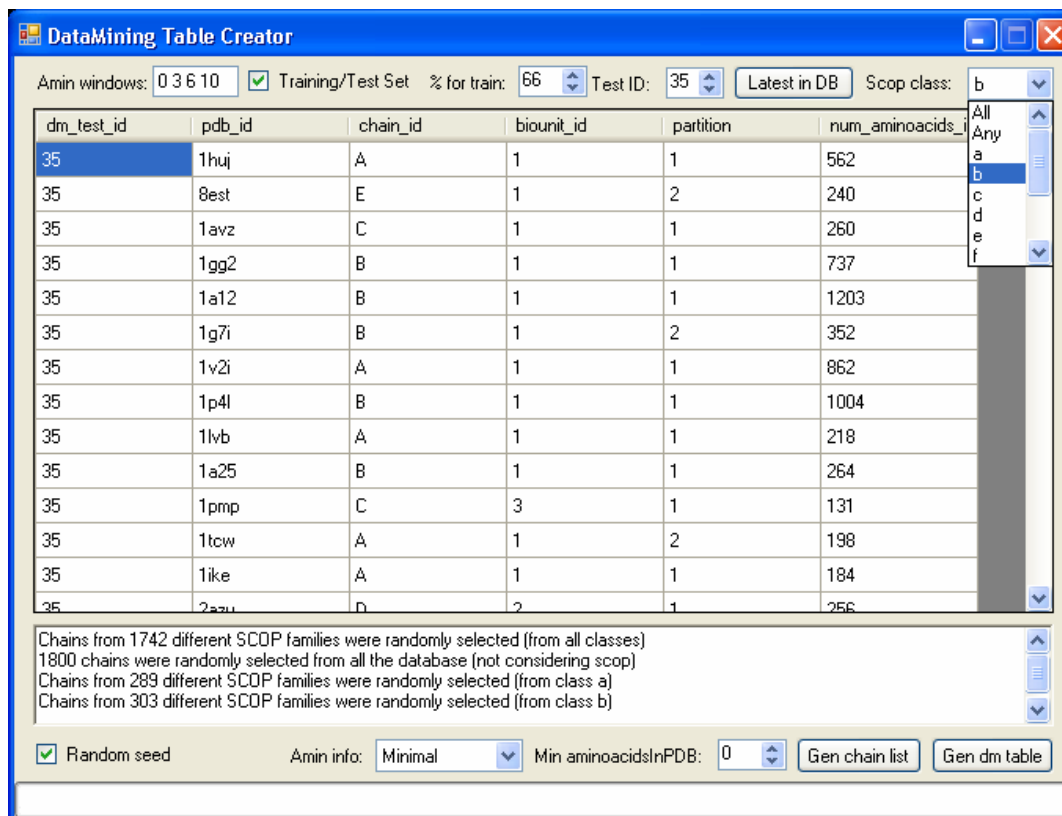 DataMining Table Creator
Amin windows: 0 3 6 10 Training/Test Set % for train: 66 Test ID: 35 Latest in DB Scop class: b
All
Any
a
b
c
d
e
f
dm_test_id pdb_id chain_id biounit_id partition num_aminoacids_i
35 1huj A 1 1 562
35 8est E 1 2 240
35 1avz C 1 1 260
35 1gg2 B 1 1 737
35 1a12 B 1 1 1203
35 1g7i B 1 2 352
35 1v2i A 1 1 862
35 1p4l B 1 1 1004
35 1lvb A 1 1 218
35 1a25 B 1 1 264
35 1pmp C 3 1 131
35 1tcw A 1 2 198
35 1ike A 1 1 184
35 2azu D 2 1 256
Chains from 1742 different SCOP families were randomly selected (from all classes)
1800 chains were randomly selected from all the database (not considering scop)
Chains from 289 different SCOP families were randomly selected (from class a)
Chains from 303 different SCOP families were randomly selected (from class b)
Random seed Amin info: Minimal Min aminoacidsInPDB: 0 Gen chain list Gen dm table